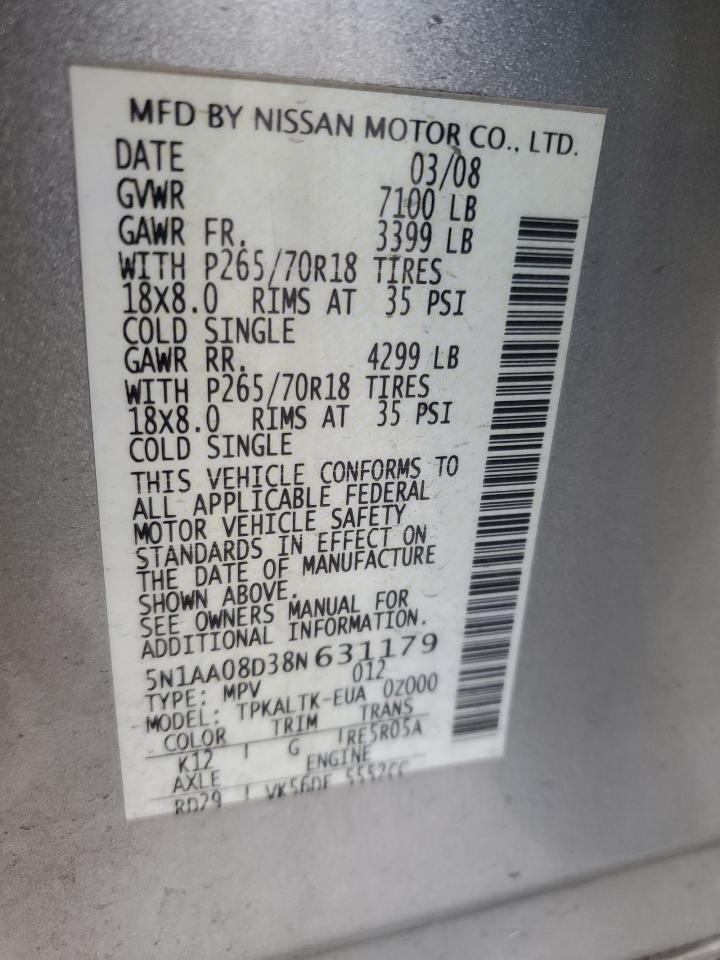 MFD BY NISSAN MOTOR CO., LTD.
DATE 03/08
GVWR 7100 LB
GAWR FR. 3399 LB
WITH P265/70R18 TIRES
18X8.0 RIMS AT 35 PSI
COLD SINGLE
GAWR RR. 4299 LB
WITH P265/70R18 TIRES
18X8.0 RIMS AT 35 PSI
COLD SINGLE
THIS VEHICLE CONFORMS TO
ALL APPLICABLE FEDERAL
MOTOR VEHICLE SAFETY
STANDARDS IN EFFECT ON
THE DATE OF MANUFACTURE
SHOWN ABOVE.
SEE OWNERS MANUAL FOR
ADDITIONAL INFORMATION.
5N1AA08D38N631179
TYPE: MPV 012
MODEL: TPKALTK-EUA 0Z000
COLOR TRIM TRANS
K12 G RE5R05A
AXLE ENGINE
RD29 VK56DE 5552CC